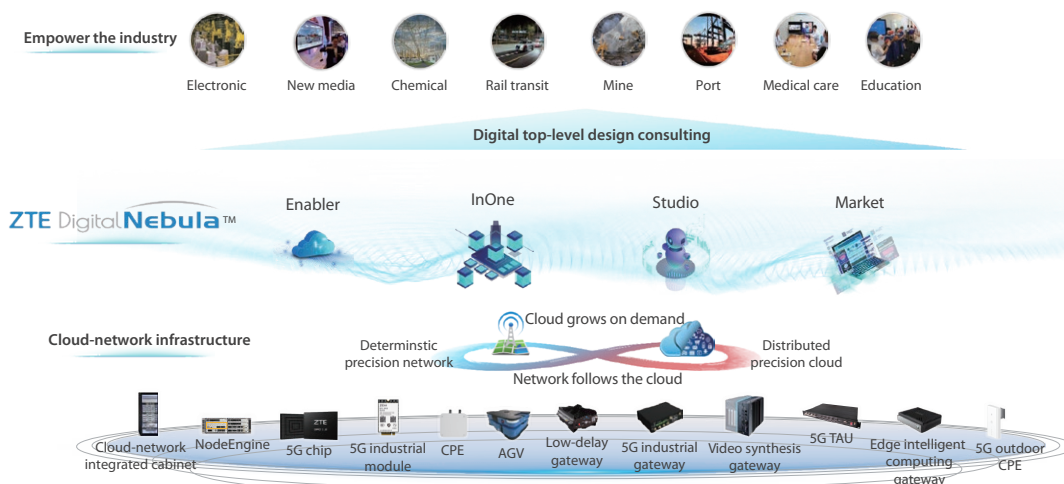 Empower the industry
Electronic
New media
Chemical
Rail transit
Mine
Port
Medical care
Education
Digital top-level design consulting
ZTE DigitalNebula™
Enabler
InOne
Studio
Market
Cloud-network infrastructure
Cloud grows on demand
Determinstic
precision network
Distributed
precision cloud
Network follows the cloud
ZTE
Cloud-network
integrated cabinet
NodeEngine
5G chip
5G industrial
module
CPE
AGV
Low-delay
gateway
5G industrial
gateway
Video synthesis
gateway
5G TAU
Edge intelligent
computing
gateway
5G outdoor
CPE